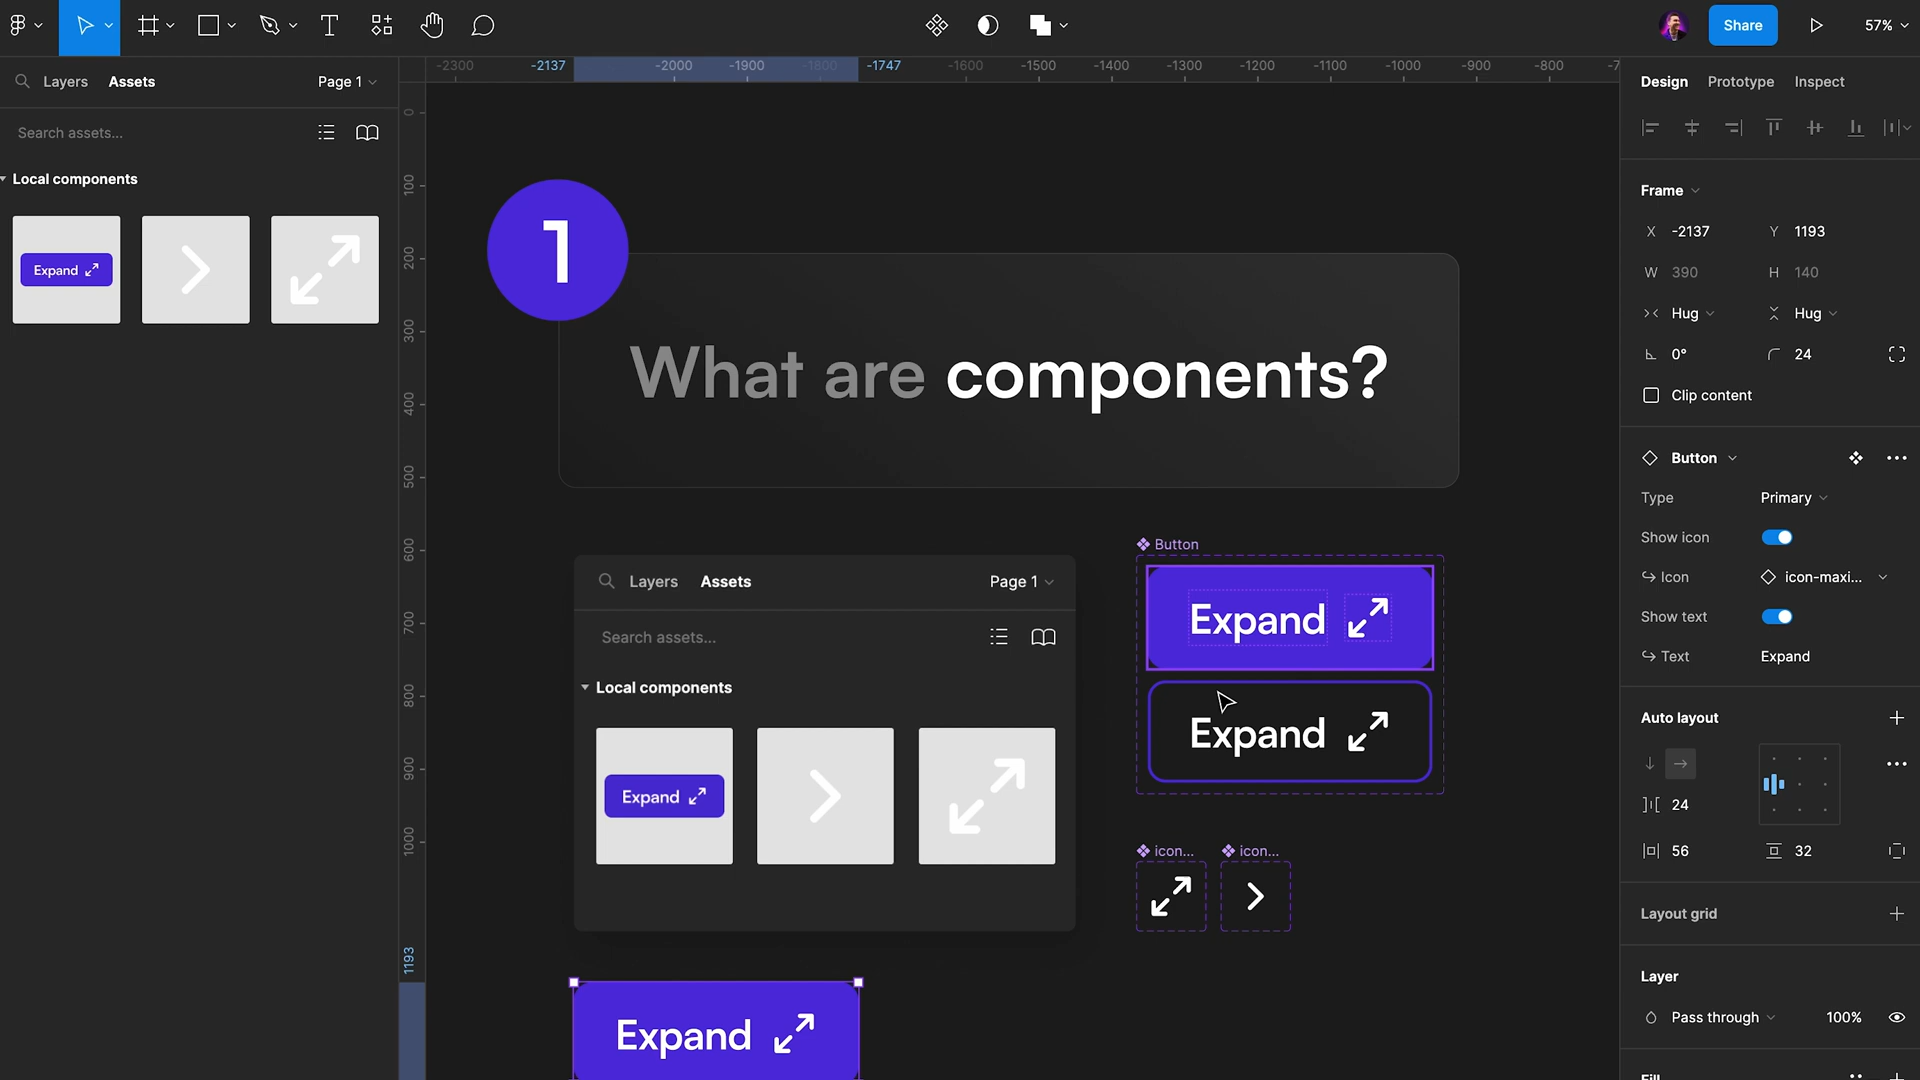 Share
57%
Layers
Assets
Page 1
-2300
-2137
-2000
-1900
-1800
-1747
-1600
-1500
-1400
-1300
-1200
-1100
-1000
-900
-800
-7
Design
Prototype
Inspect
Search assets...
Local components
Expand
0
100
200
300
400
500
600
700
800
900
1000
1193
1
What are components?
Layers
Assets
Page 1
Search assets...
Local components
Expand
Button
Expand
Expand
icon...
icon...
Expand
Frame
X -2137
Y 1193
W 390
H 140
Hug
Hug
0°
24
Clip content
Button
Type
Primary
Show icon
Icon
icon-maxi...
Show text
Text
Expand
Auto layout
24
56
32
Layout grid
Layer
Pass through
100%
Fill